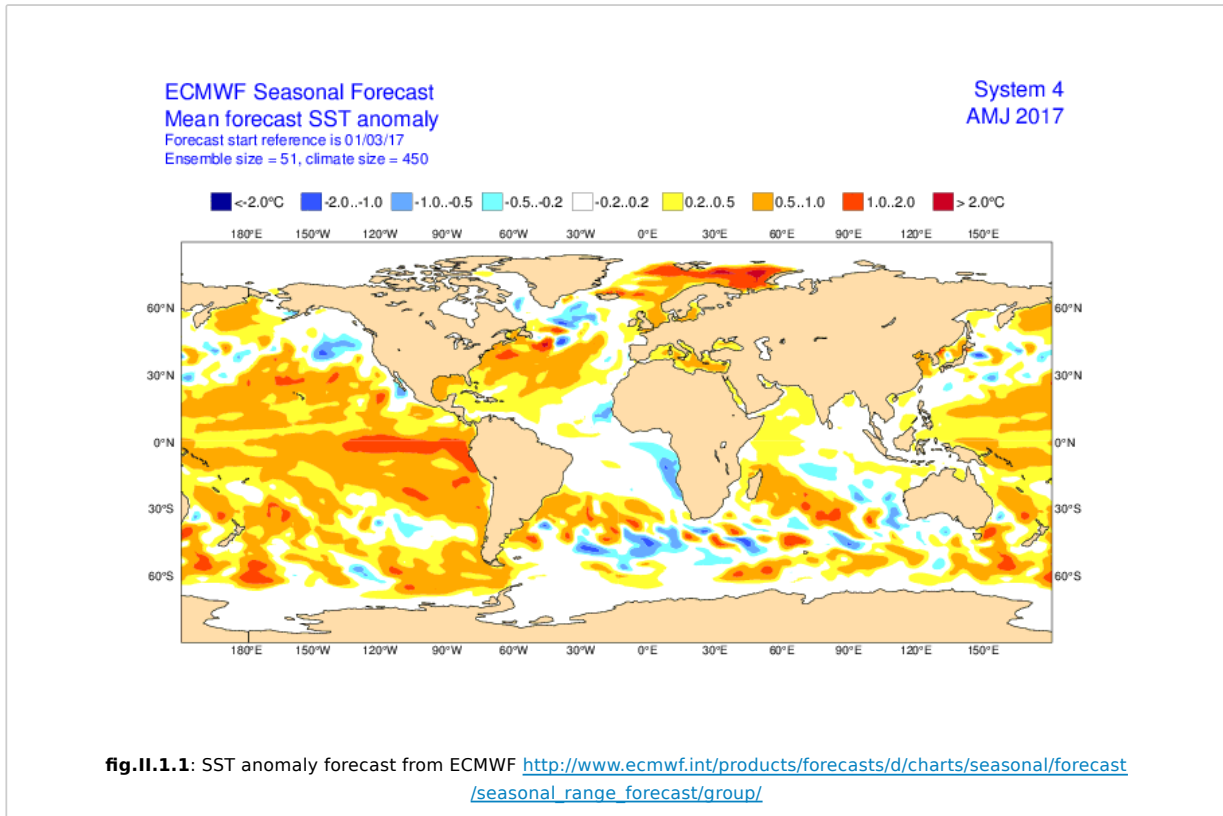 ECMWF Seasonal Forecast
Mean forecast SST anomaly
Forecast start reference is 01/03/17
Ensemble size = 51, climate size = 450
System 4
AMJ 2017
<-2.0°C -2.0..-1.0 -1.0..-0.5 -0.5..-0.2 -0.2..0.2 0.2..0.5 0.5..1.0 1.0..2.0 > 2.0°C
180°E 150°W 120°W 90°W 60°W 30°W 0°E 30°E 60°E 90°E 120°E 150°E
60°N 60°N
30°N 30°N
0°N 0°N
30°S 30°S
60°S 60°S
180°E 150°W 120°W 90°W 60°W 30°W 0°E 30°E 60°E 90°E 120°E 150°E
fig.II.1.1: SST anomaly forecast from ECMWF http://www.ecmwf.int/products/forecasts/d/charts/seasonal/forecast
/seasonal_range_forecast/group/